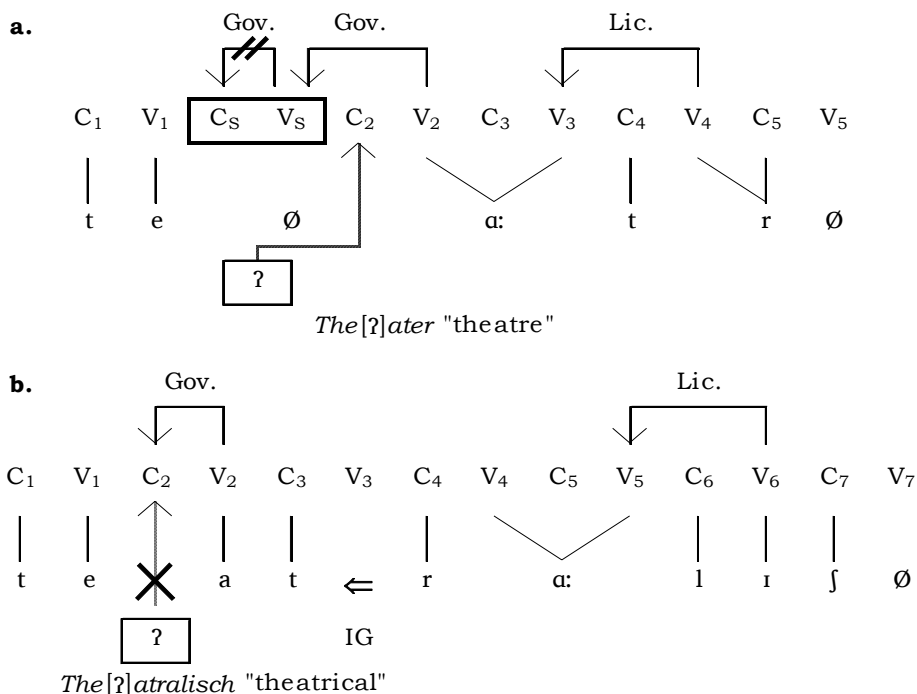 a.
Gov. Gov. Lic.
C₁ V₁ Cₛ Vₛ C₂ V₂ C₃ V₃ C₄ V₄ C₅ V₅
t e Ø ɑː t r Ø
ʔ
The[ʔ]ater "theatre"
b.
Gov. Lic.
C₁ V₁ C₂ V₂ C₃ V₃ C₄ V₄ C₅ V₅ C₆ V₆ C₇ V₇
t e a t ⇐ r ɑː l ɪ ʃ Ø
ʔ IG
The[ʔ]atralisch "theatrical"